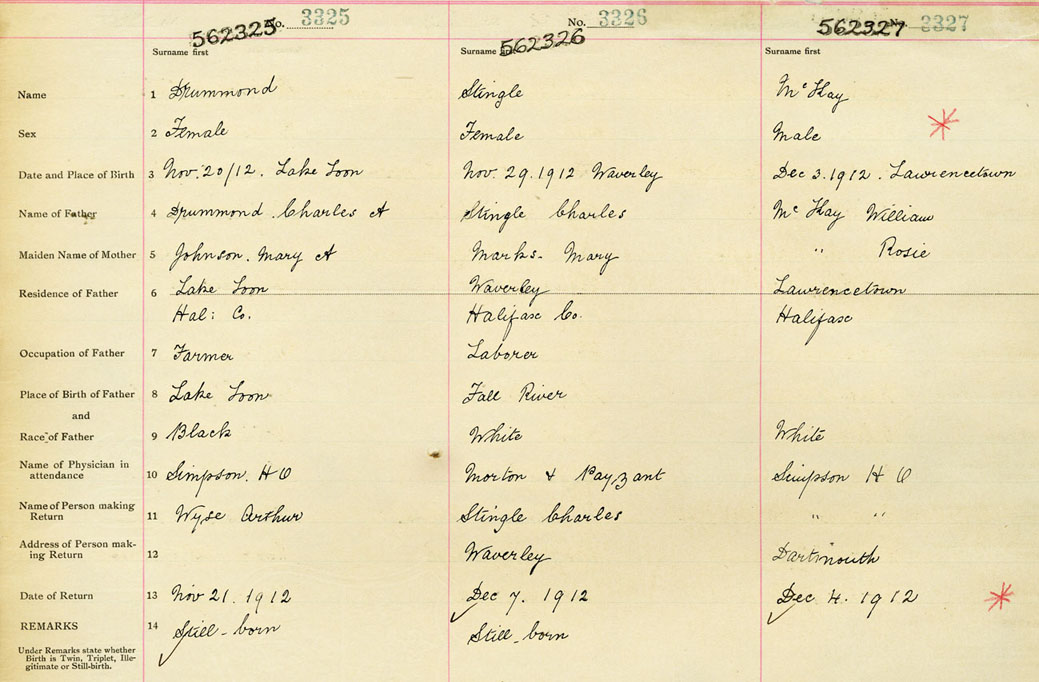 No. 3325 No. 3326 No. 3327
562325 562326 562327
Surname first Surname first Surname first
Name 1 Drummond Stingle Mc Kay
Sex 2 Female Female Male
Date and Place of Birth 3 Nov. 20/12. Lake Loon Nov. 29. 1912 Waverley Dec 3. 1912. Lawrencetown
Name of Father 4 Drummond. Charles A Stingle Charles Mc Kay William
Maiden Name of Mother 5 Johnson. Mary A Marks- Mary " Rosie
Residence of Father 6 Lake Loon Waverley Lawrencetown
Hal: Co. Halifax Co. Halifax
Occupation of Father 7 Farmer Laborer
Place of Birth of Father 8 Lake Loon Fall River
and
Race of Father 9 Black White White
Name of Physician in
attendance 10 Simpson. H O Morton & Payzant Simpson H O
Name of Person making
Return 11 Wyse Arthur Stingle Charles " "
Address of Person mak-
ing Return 12 Waverley Dartmouth
Date of Return 13 Nov 21. 1912 Dec 7. 1912 Dec 4. 1912
REMARKS 14 Still-born Still-born
Under Remarks state whether
Birth is Twin, Triplet, Ille-
gitimate or Still-birth.